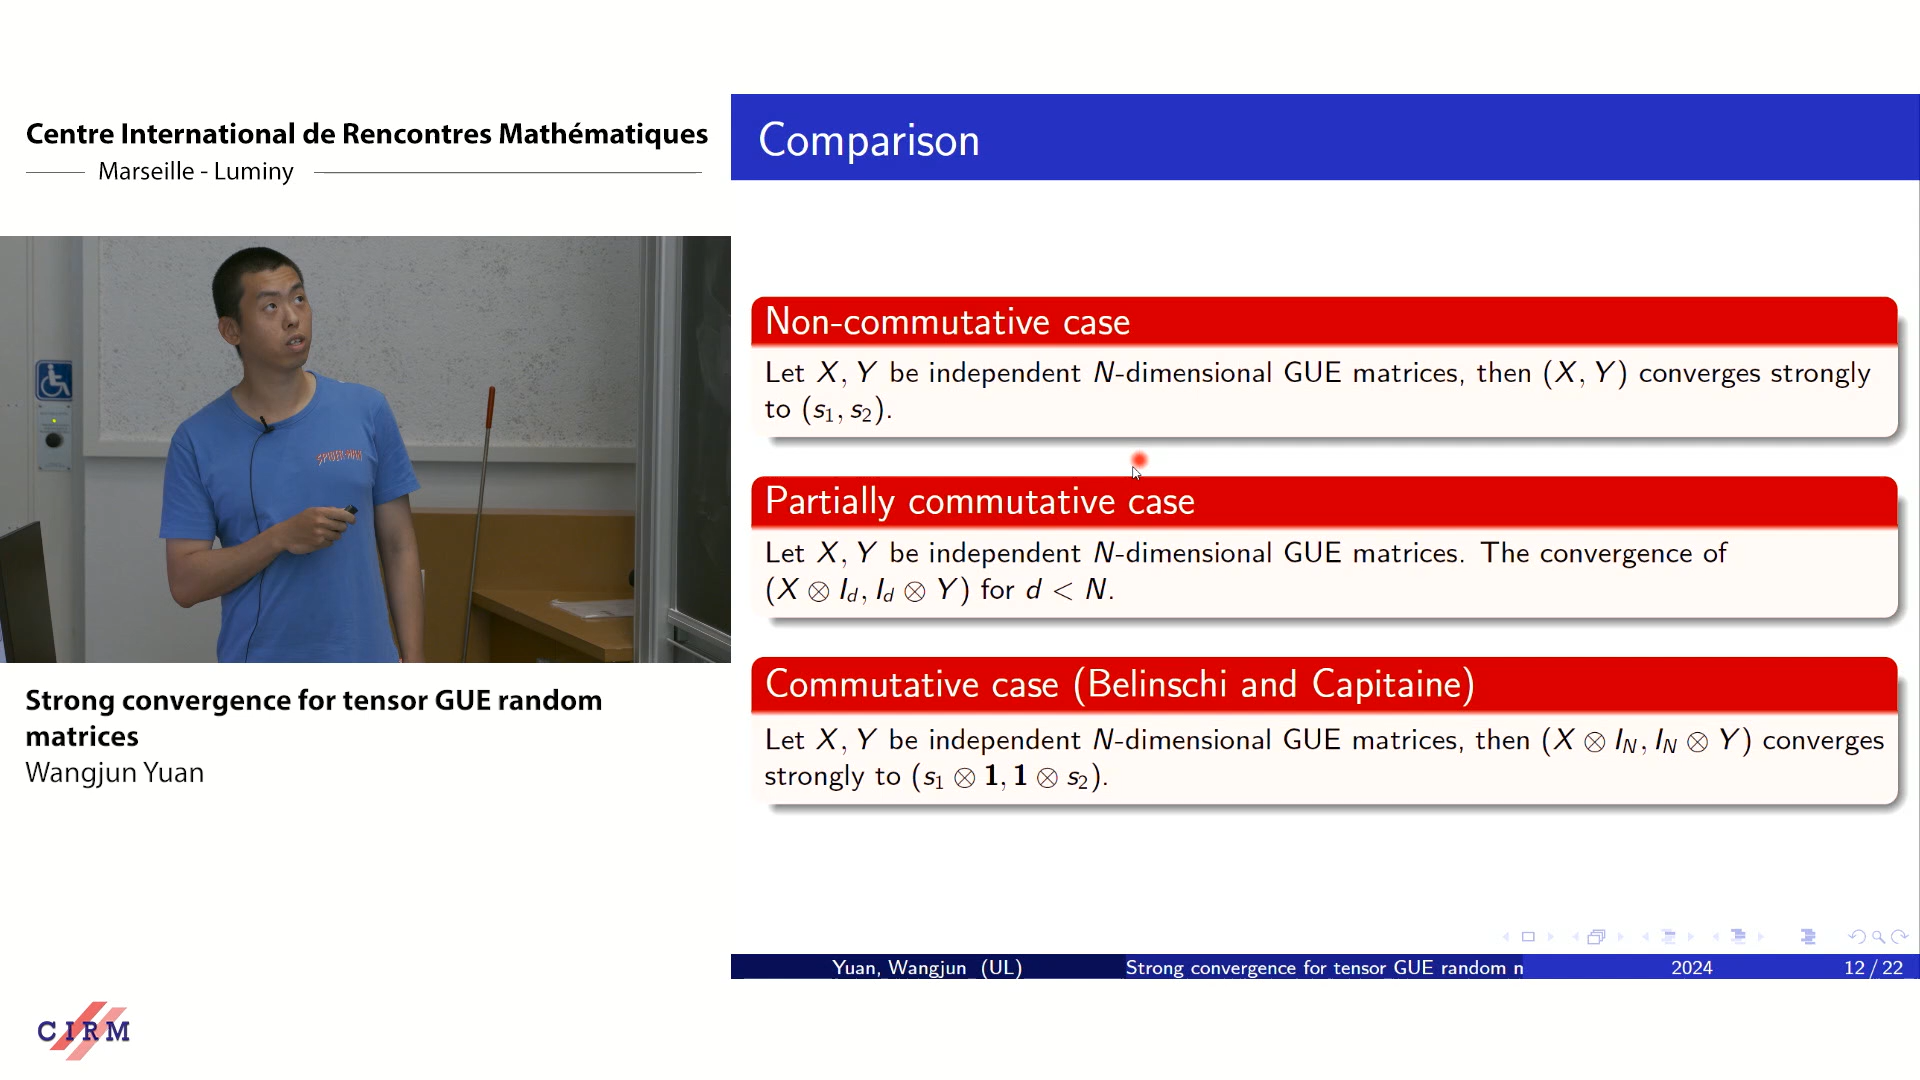 Centre International de Rencontres Mathématiques
Marseille - Luminy
SPIDER-MAN
Strong convergence for tensor GUE random
matrices
Wangjun Yuan
CIRM
Comparison
Non-commutative case
Let X, Y be independent N-dimensional GUE matrices, then (X, Y) converges strongly
to (s₁, s₂).
Partially commutative case
Let X, Y be independent N-dimensional GUE matrices. The convergence of
(X ⊗ I_d, I_d ⊗ Y) for d < N.
Commutative case (Belinschi and Capitaine)
Let X, Y be independent N-dimensional GUE matrices, then (X ⊗ I_N, I_N ⊗ Y) converges
strongly to (s₁ ⊗ 1, 1 ⊗ s₂).
Yuan, Wangjun (UL)
Strong convergence for tensor GUE random m
2024
12 / 22